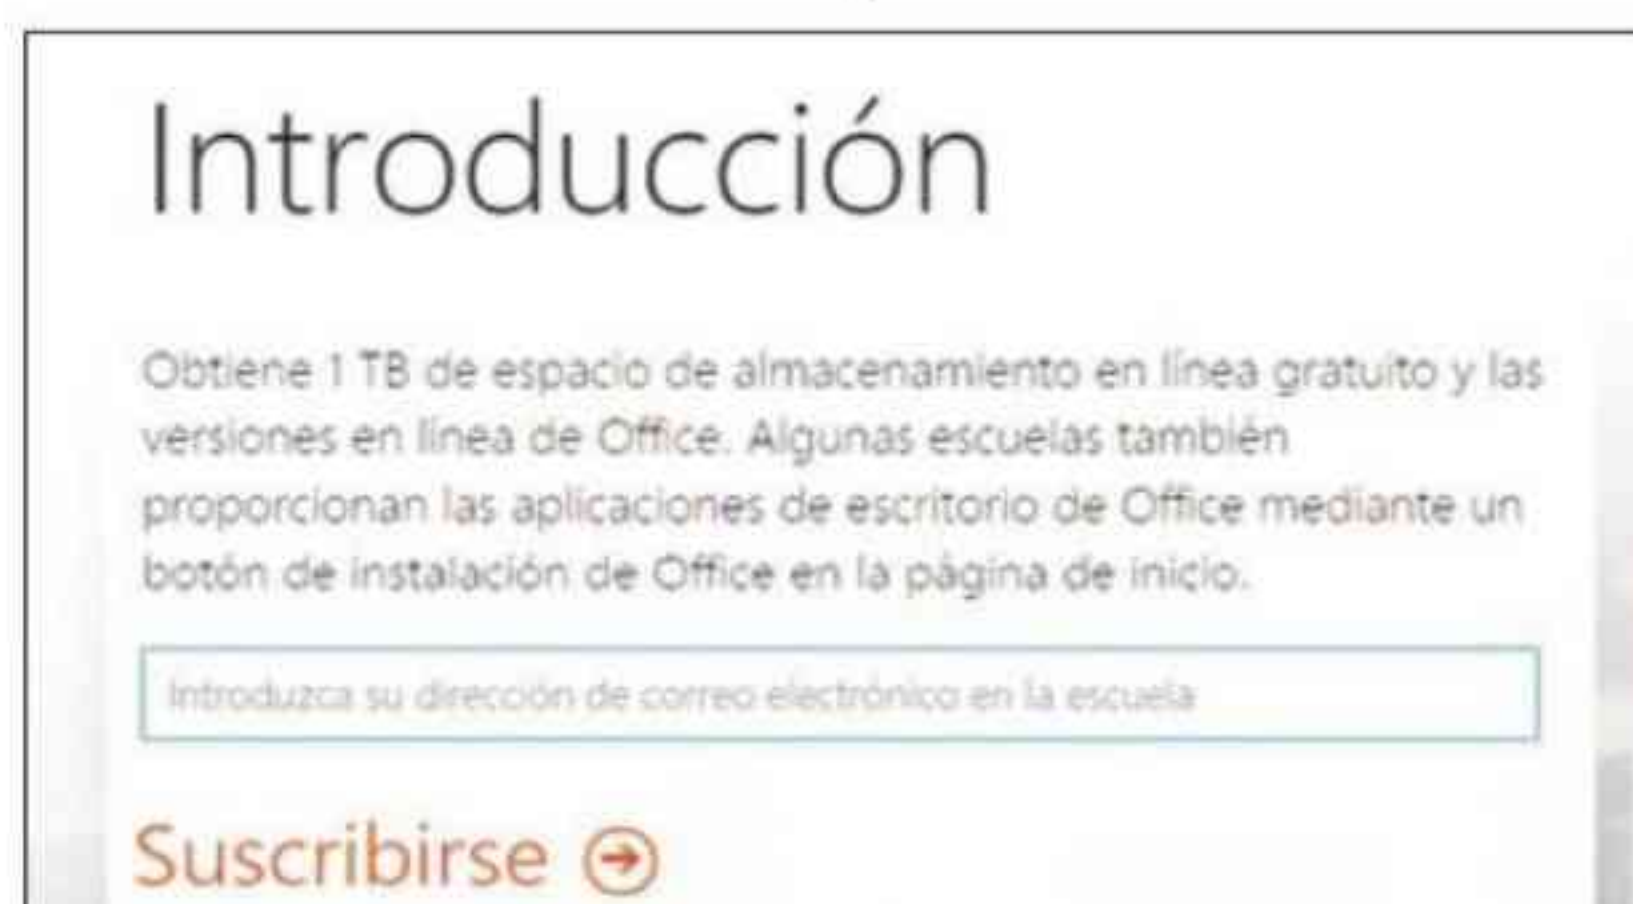 Introducción
Obtiene 1 TB de espacio de almacenamiento en línea gratuito y las
versiones en línea de Office. Algunas escuelas también
proporcionan las aplicaciones de escritorio de Office mediante un
botón de instalación de Office en la página de inicio.
Introduzca su dirección de correo electrónico en la escuela
Suscribirse